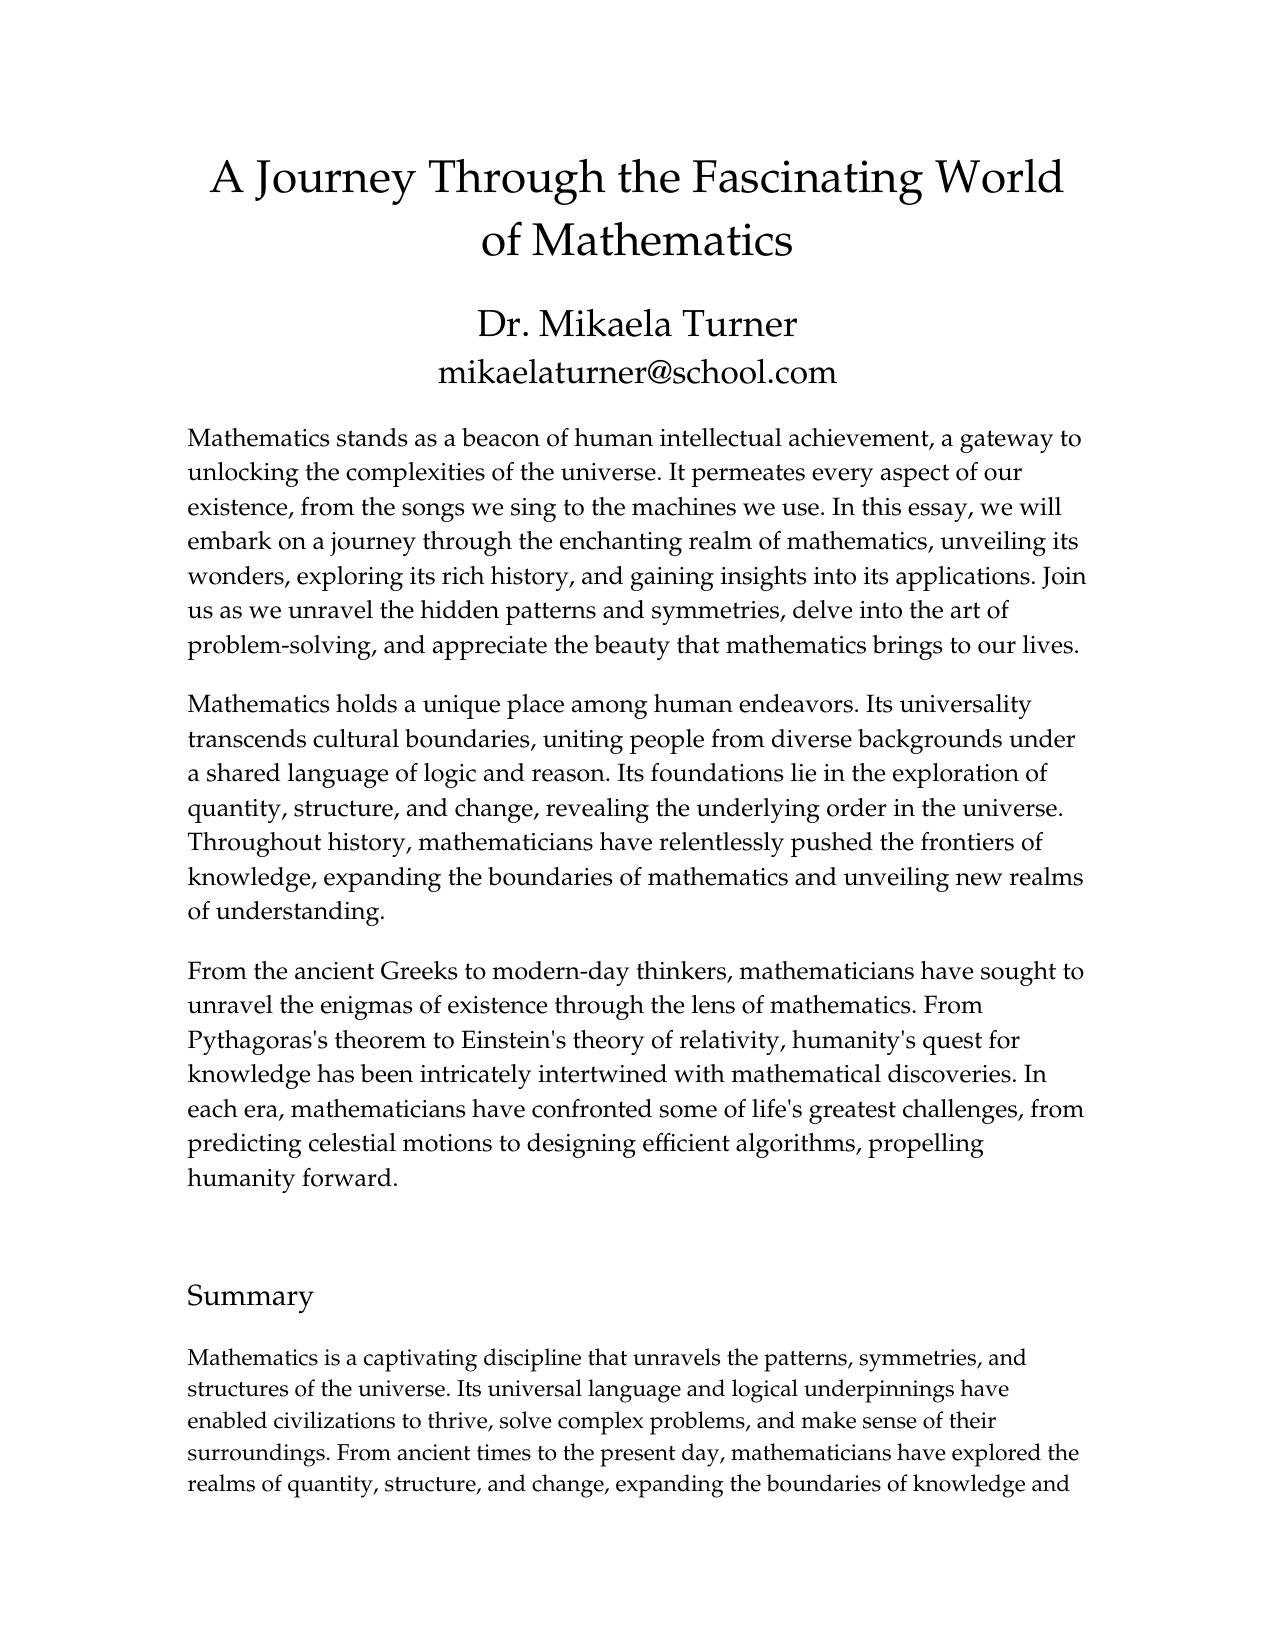 A Journey Through the Fascinating World
of Mathematics
Dr. Mikaela Turner
mikaelaturner@school.com
Mathematics stands as a beacon of human intellectual achievement, a gateway to
unlocking the complexities of the universe. It permeates every aspect of our
existence, from the songs we sing to the machines we use. In this essay, we will
embark on a journey through the enchanting realm of mathematics, unveiling its
wonders, exploring its rich history, and gaining insights into its applications. Join
us as we unravel the hidden patterns and symmetries, delve into the art of
problem-solving, and appreciate the beauty that mathematics brings to our lives.
Mathematics holds a unique place among human endeavors. Its universality
transcends cultural boundaries, uniting people from diverse backgrounds under
a shared language of logic and reason. Its foundations lie in the exploration of
quantity, structure, and change, revealing the underlying order in the universe.
Throughout history, mathematicians have relentlessly pushed the frontiers of
knowledge, expanding the boundaries of mathematics and unveiling new realms
of understanding.
From the ancient Greeks to modern-day thinkers, mathematicians have sought to
unravel the enigmas of existence through the lens of mathematics. From
Pythagoras's theorem to Einstein's theory of relativity, humanity's quest for
knowledge has been intricately intertwined with mathematical discoveries. In
each era, mathematicians have confronted some of life's greatest challenges, from
predicting celestial motions to designing efficient algorithms, propelling
humanity forward.
Summary
Mathematics is a captivating discipline that unravels the patterns, symmetries, and
structures of the universe. Its universal language and logical underpinnings have
enabled civilizations to thrive, solve complex problems, and make sense of their
surroundings. From ancient times to the present day, mathematicians have explored the
realms of quantity, structure, and change, expanding the boundaries of knowledge and